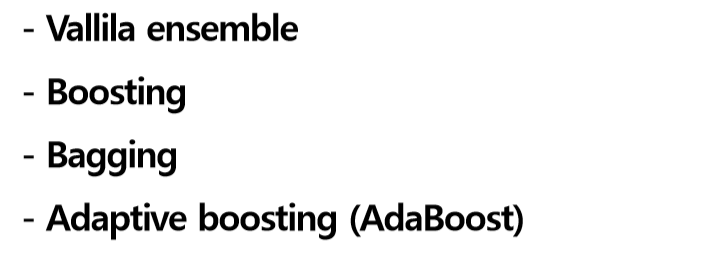 - Vallila ensemble
- Boosting
- Bagging
- Adaptive boosting (AdaBoost)